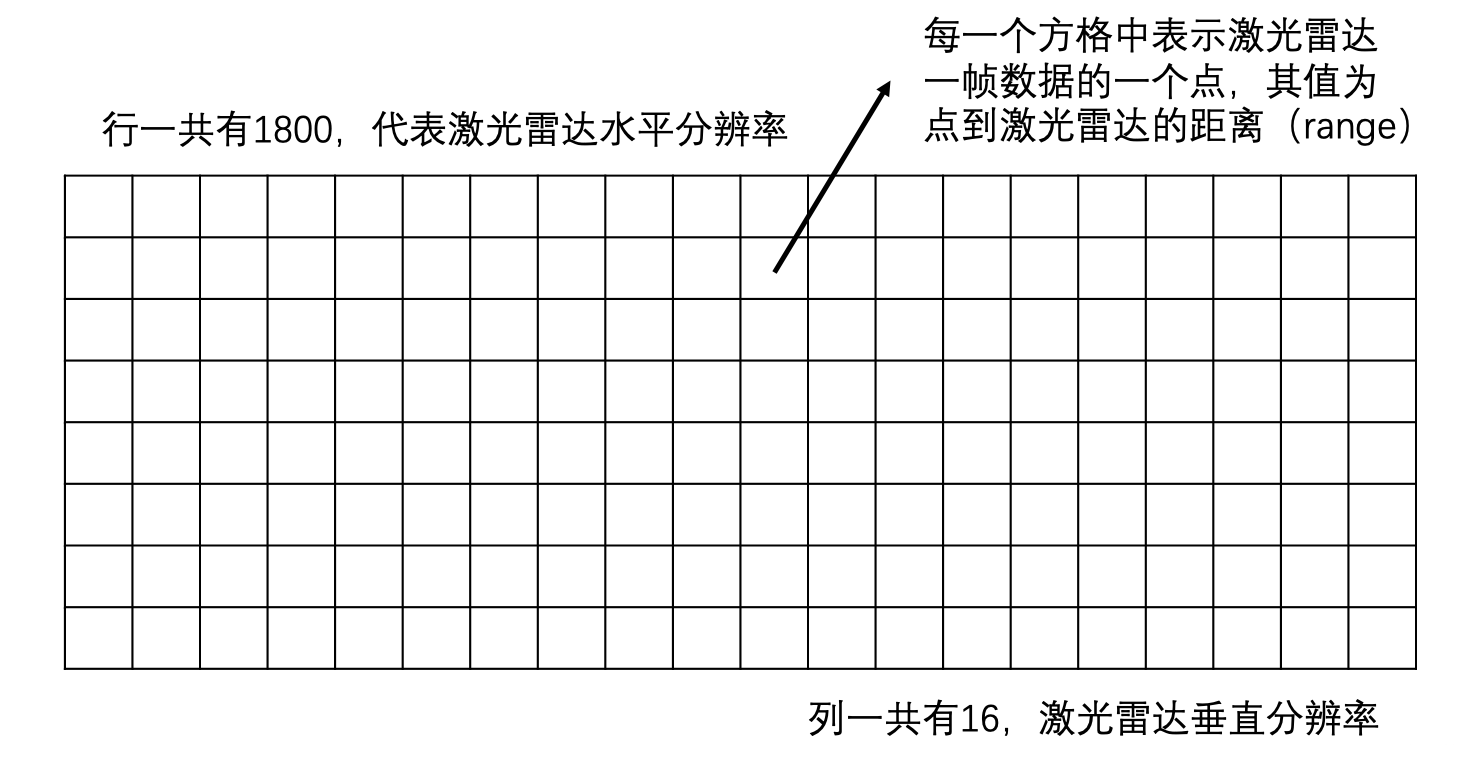 每一个方格中表示激光雷达
一帧数据的一个点，其值为
点到激光雷达的距离（range）
行一共有1800，代表激光雷达水平分辨率
列一共有16，激光雷达垂直分辨率